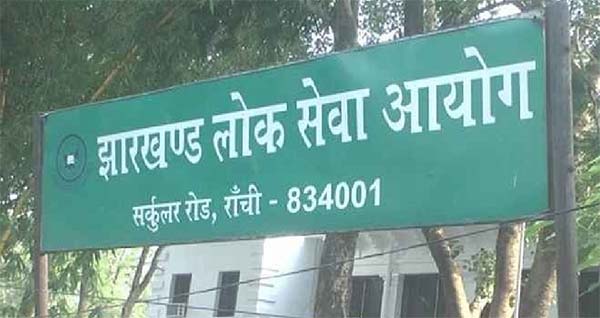 झारखण्ड लोक सेवा आयोग
सर्कुलर रोड, राँची - 834001